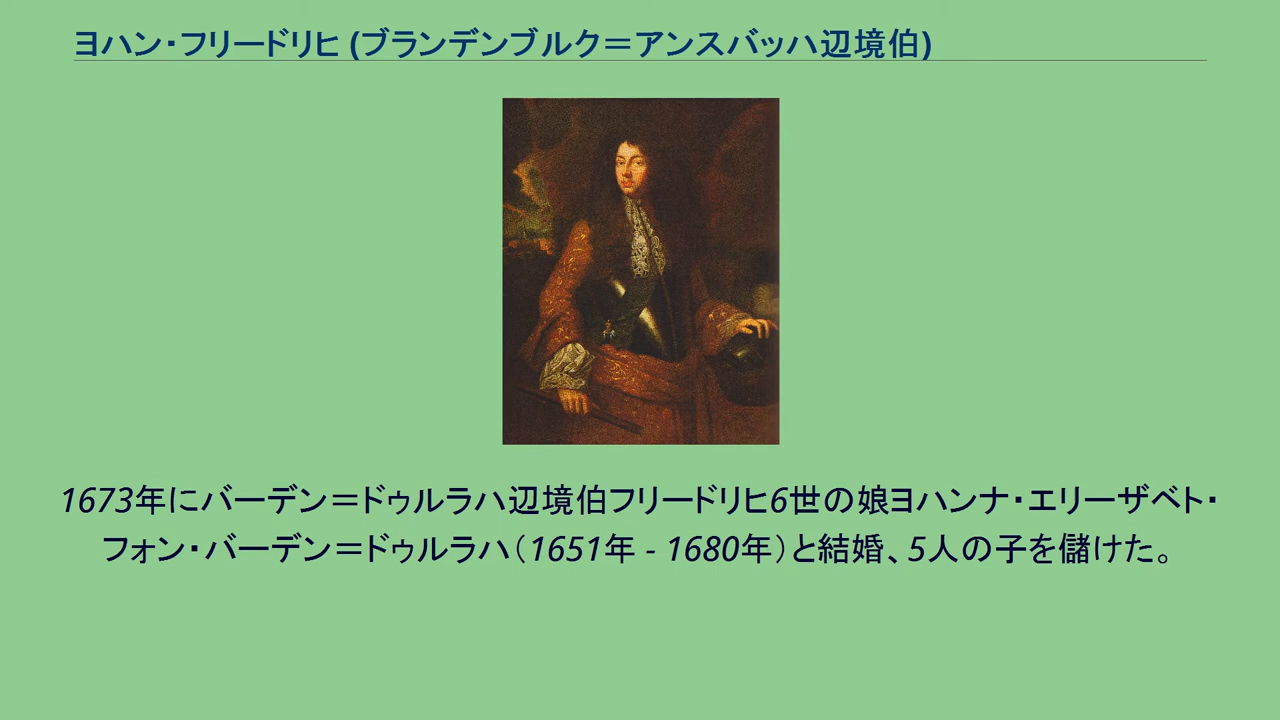 ヨハン・フリードリヒ (ブランデンブルク＝アンスバッハ辺境伯)
1673年にバーデン＝ドゥルラハ辺境伯フリードリヒ6世の娘ヨハンナ・エリーザベト・
フォン・バーデン＝ドゥルラハ（1651年 - 1680年）と結婚、5人の子を儲けた。